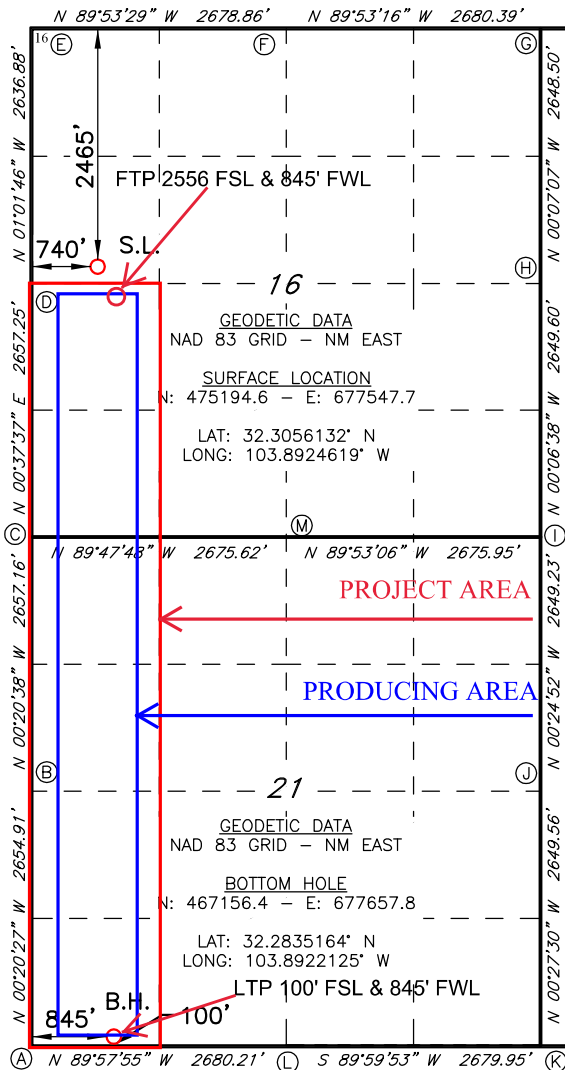 N 89°53'29" W 2678.86' N 89°53'16" W 2680.39'
16 E F G
N 01°01'46" W 2636.88'
2465'
N 00°07'07" W 2648.50'
FTP 2556 FSL & 845' FWL
740' S.L.
H
D
16
GEODETIC DATA
NAD 83 GRID – NM EAST
SURFACE LOCATION
N: 475194.6 – E: 677547.7
LAT: 32.3056132° N
LONG: 103.8924619° W
N 00°37'37" E 2657.25'
N 00°06'38" W 2649.60'
C M I
N 89°47'48" W 2675.62' N 89°53'06" W 2675.95'
PROJECT AREA
N 00°20'38" W 2657.16'
N 00°24'52" W 2649.23'
PRODUCING AREA
B J
21
GEODETIC DATA
NAD 83 GRID – NM EAST
BOTTOM HOLE
N: 467156.4 – E: 677657.8
LAT: 32.2835164° N
LONG: 103.8922125° W
N 00°20'27" W 2654.91'
N 00°27'30" W 2649.56'
LTP 100' FSL & 845' FWL
845' B.H. 100'
A N 89°57'55" W 2680.21' L S 89°59'53" W 2679.95' K